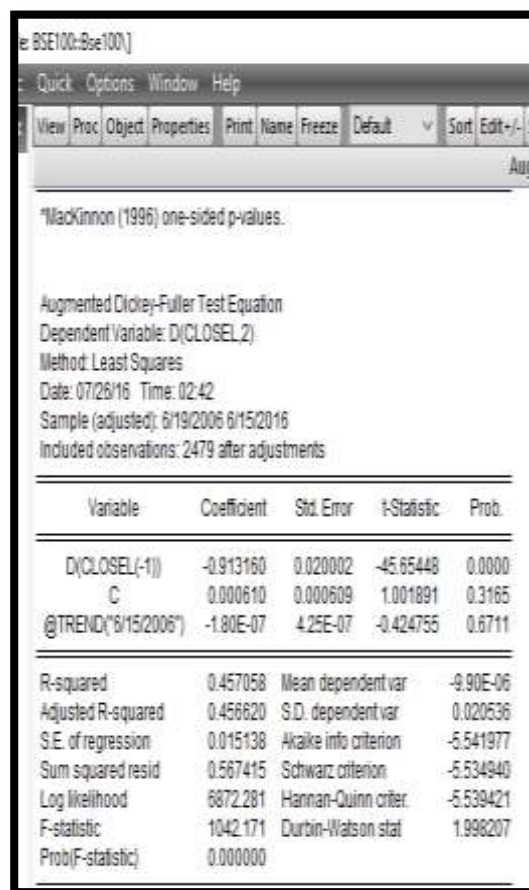 e: BSE100::Bse100\]
Quick Options Window Help
View Proc Object Properties Print Name Freeze Default Sort Edit+/-
Aug
*MacKinnon (1996) one-sided p-values.
Augmented Dickey-Fuller Test Equation
Dependent Variable: D(CLOSEL,2)
Method: Least Squares
Date: 07/26/16 Time: 02:42
Sample (adjusted): 6/19/2006 6/15/2016
Included observations: 2479 after adjustments
Variable Coefficient Std. Error t-Statistic Prob.
D(CLOSEL(-1)) -0.913160 0.020002 -45.65448 0.0000
C 0.000610 0.000609 1.001891 0.3165
@TREND("6/15/2006") -1.80E-07 4.25E-07 -0.424755 0.6711
R-squared 0.457058 Mean dependent var -9.90E-06
Adjusted R-squared 0.456620 S.D. dependent var 0.020536
S.E. of regression 0.015138 Akaike info criterion -5.541977
Sum squared resid 0.567415 Schwarz criterion -5.534940
Log likelihood 6872.281 Hannan-Quinn criter. -5.539421
F-statistic 1042.171 Durbin-Watson stat 1.998207
Prob(F-statistic) 0.000000